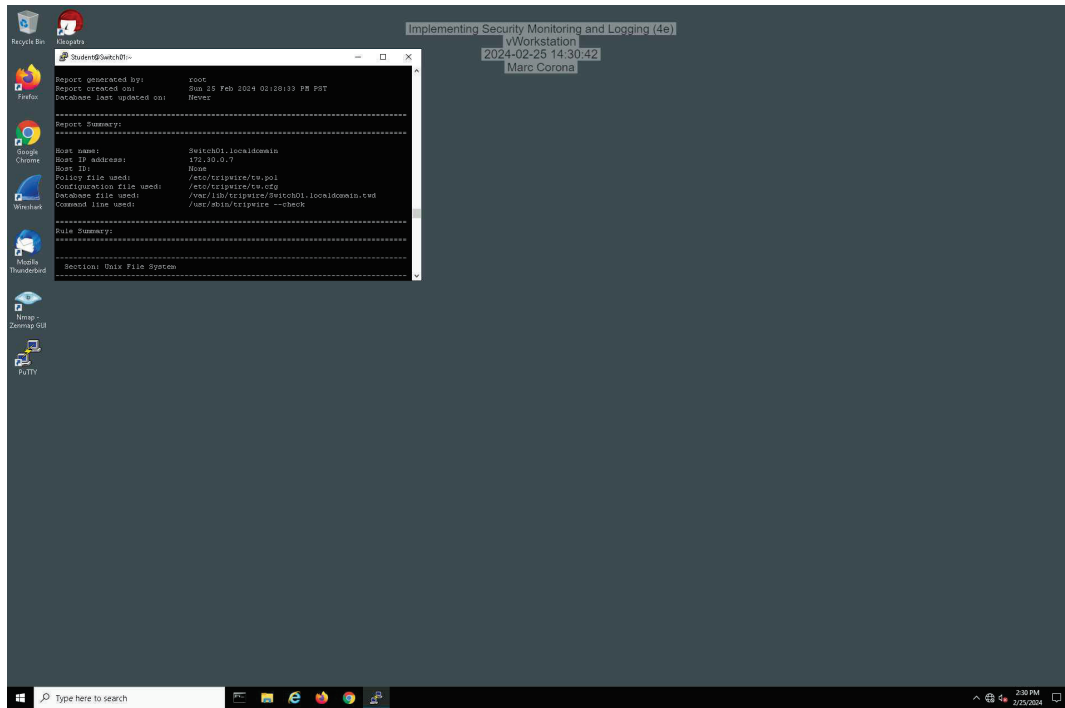 Implementing Security Monitoring and Logging (4e)
vWorkstation
2024-02-25 14:30:42
Marc Corona
Recycle Bin
Kleopatra
Firefox
Google
Chrome
Wireshark
Mozilla
Thunderbird
Nmap -
Zenmap GUI
PuTTY
Student@Switch01:~
Report generated by: root
Report created on: Sun 25 Feb 2024 02:28:33 PM PST
Database last updated on: Never
===============================================================================
Report Summary:
===============================================================================
Host name: Switch01.localdomain
Host IP address: 172.30.0.7
Host ID: None
Policy file used: /etc/tripwire/tw.pol
Configuration file used: /etc/tripwire/tw.cfg
Database file used: /var/lib/tripwire/Switch01.localdomain.twd
Command line used: /usr/sbin/tripwire --check
===============================================================================
Rule Summary:
===============================================================================
-------------------------------------------------------------------------------
Section: Unix File System
-------------------------------------------------------------------------------
Type here to search
2:30 PM
2/25/2024